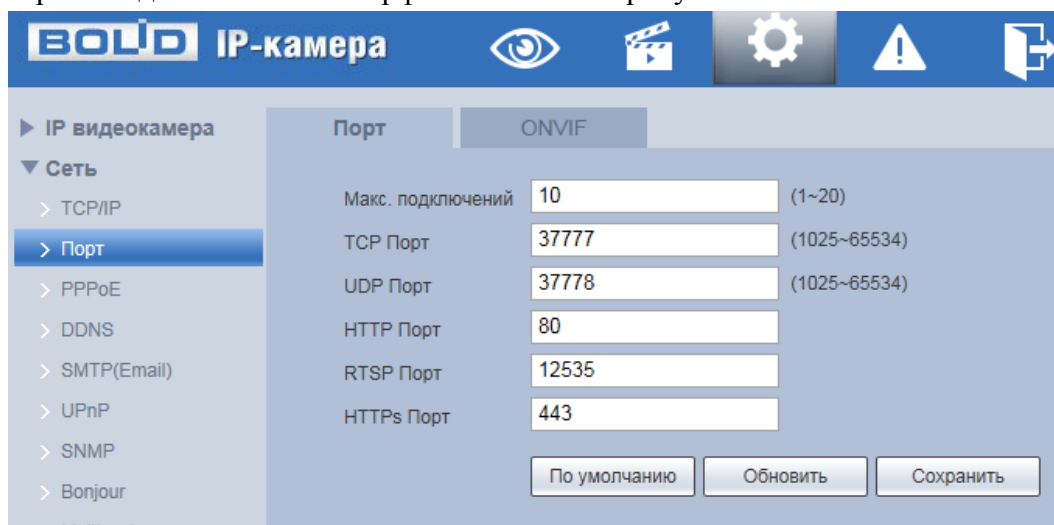 BOLID IP-камера
IP видеокамера
Сеть
TCP/IP
Порт
PPPoE
DDNS
SMTP(Email)
UPnP
SNMP
Bonjour
Порт ONVIF
Макс. подключений 10 (1~20)
TCP Порт 37777 (1025~65534)
UDP Порт 37778 (1025~65534)
HTTP Порт 80
RTSP Порт 12535
HTTPs Порт 443
По умолчанию Обновить Сохранить